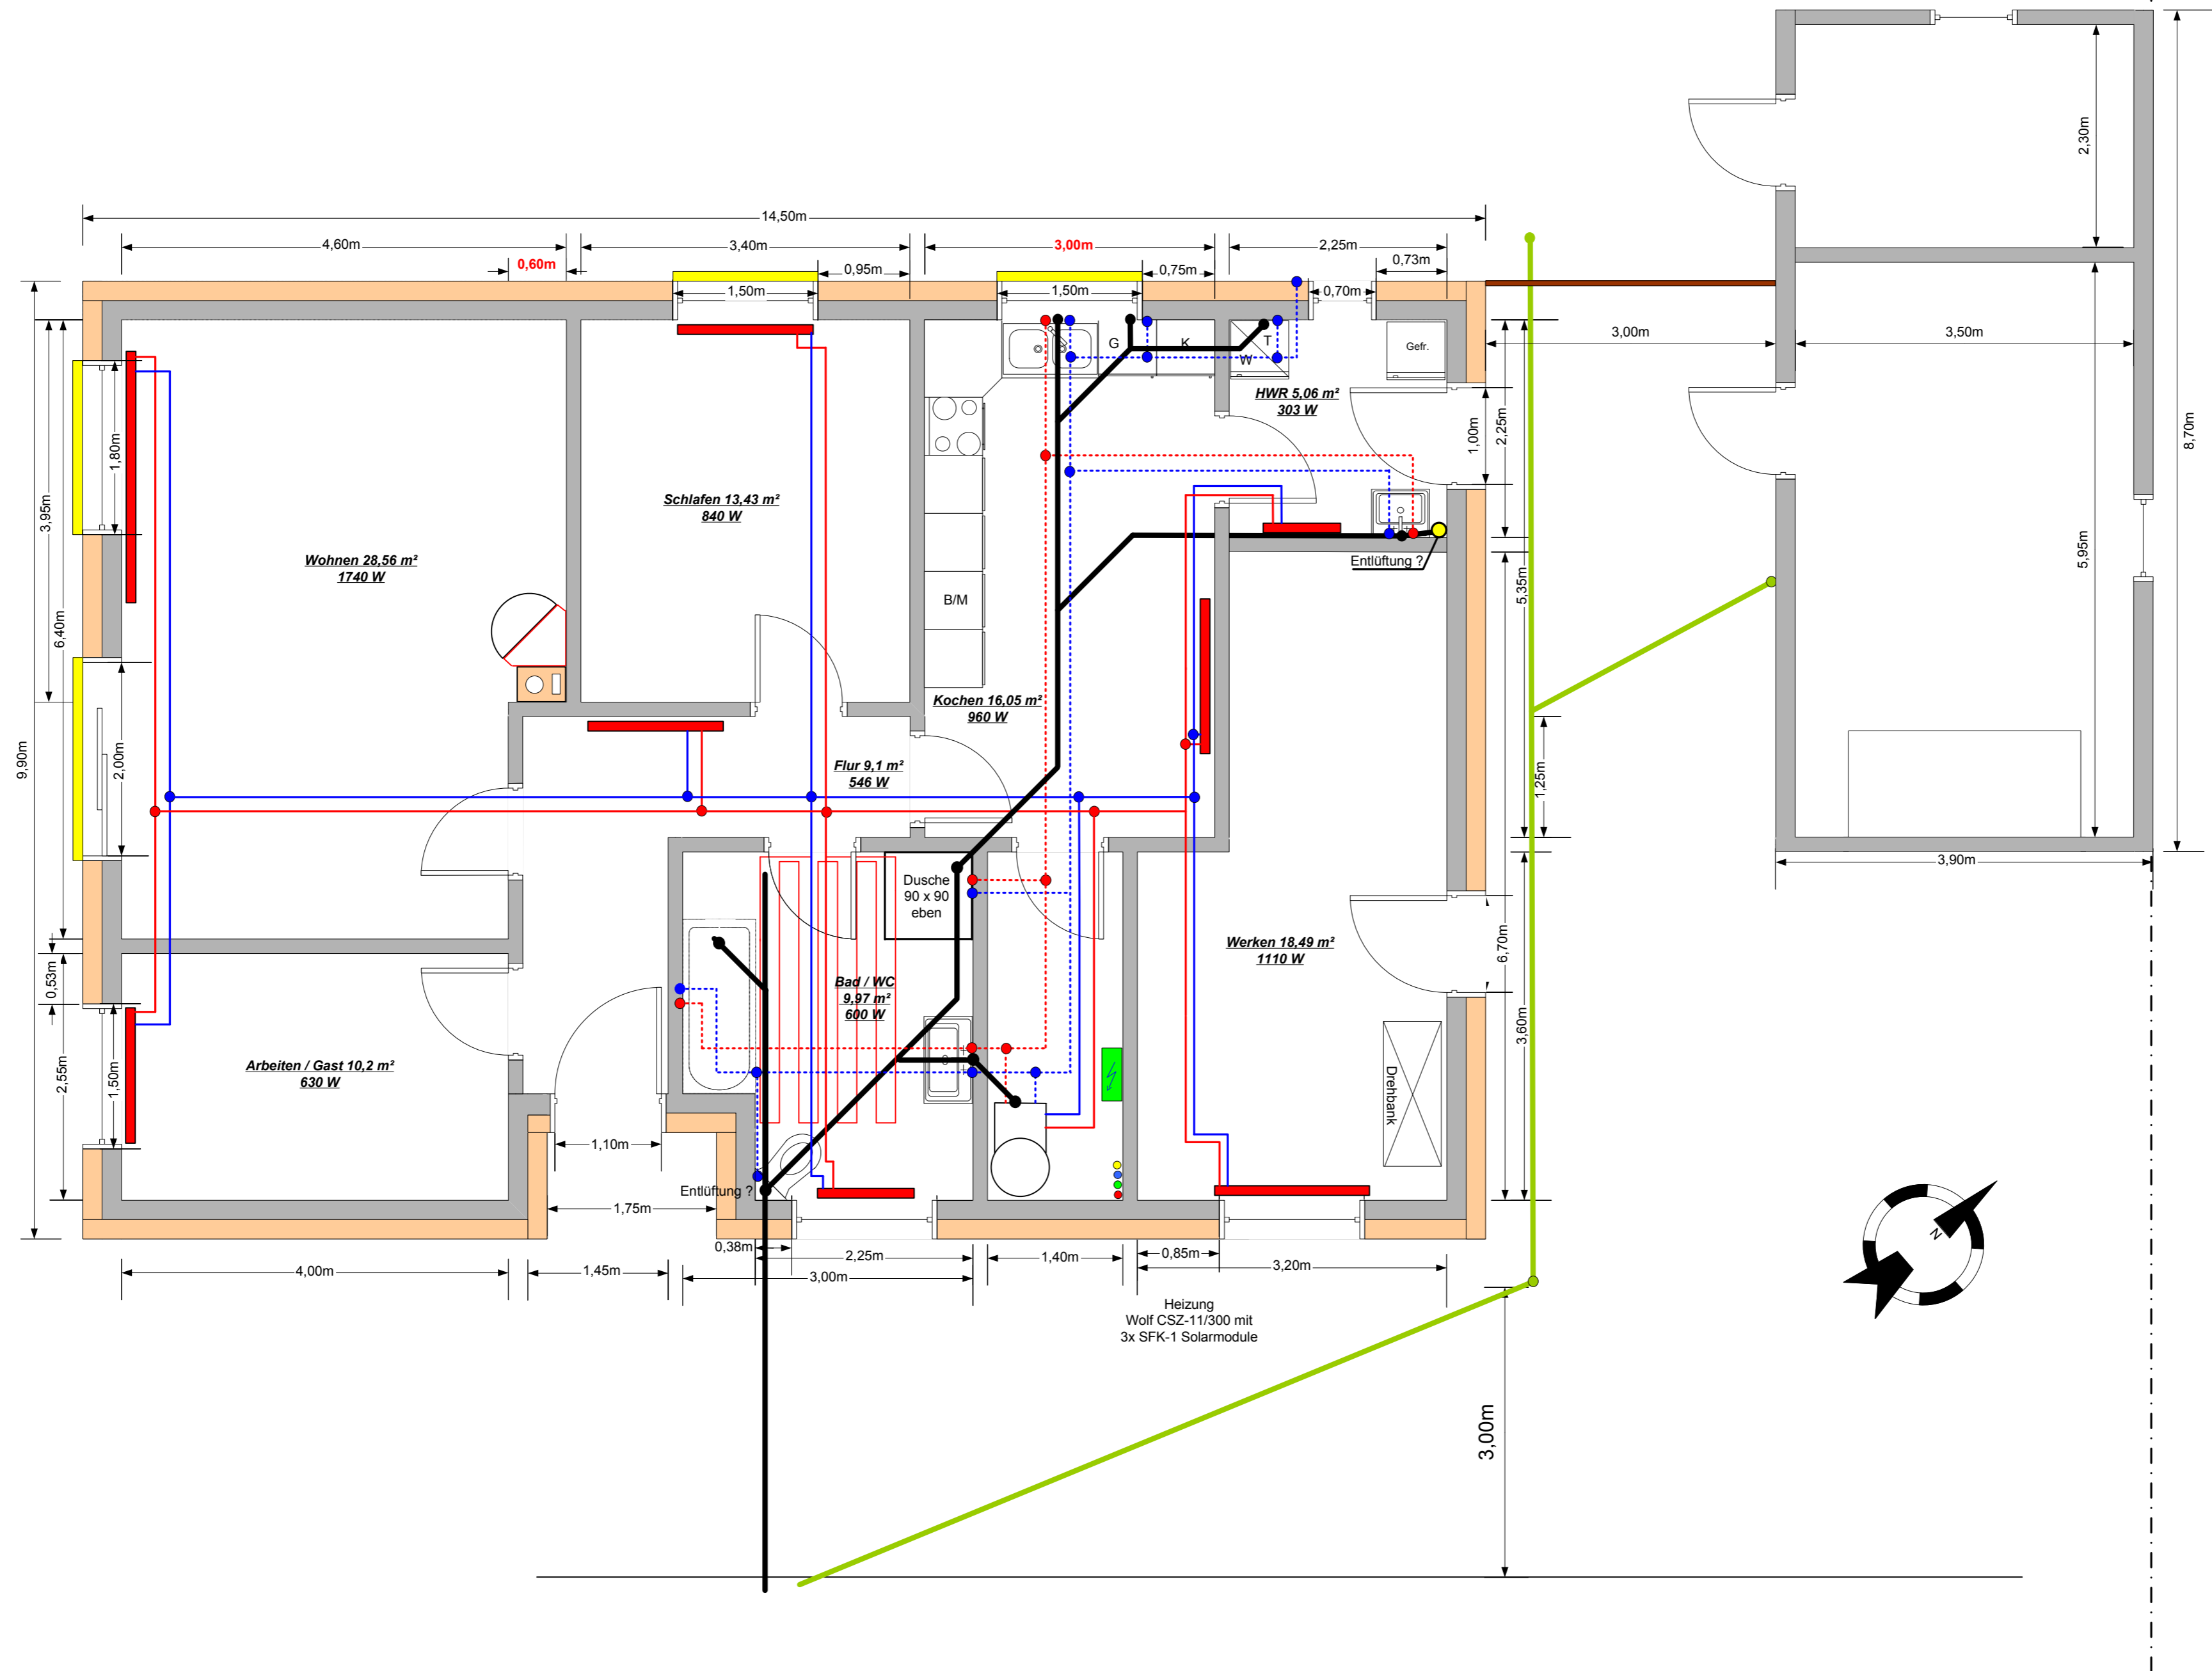 2,30m
8,70m
14,50m
4,60m
3,40m
3,00m
2,25m
0,60m
0,95m
0,75m
0,73m
1,50m
1,50m
0,70m
3,00m
3,50m
G
K
T
W
Gefr.
HWR 5,06 m²
303 W
1,00m
2,25m
1,80m
3,95m
Schlafen 13,43 m²
840 W
Wohnen 28,56 m²
1740 W
Entlüftung ?
5,95m
5,35m
B/M
6,40m
Kochen 16,05 m²
960 W
9,90m
2,00m
Flur 9,1 m²
546 W
1,25m
3,90m
Dusche
90 x 90
eben
Werken 18,49 m²
1110 W
6,70m
0,53m
Bad / WC
9,97 m²
600 W
3,60m
Arbeiten / Gast 10,2 m²
630 W
2,55m
1,50m
Drehbank
1,10m
Entlüftung ?
1,75m
N
0,38m
2,25m
1,40m
0,85m
4,00m
1,45m
3,00m
3,20m
Heizung
Wolf CSZ-11/300 mit
3x SFK-1 Solarmodule
3,00m